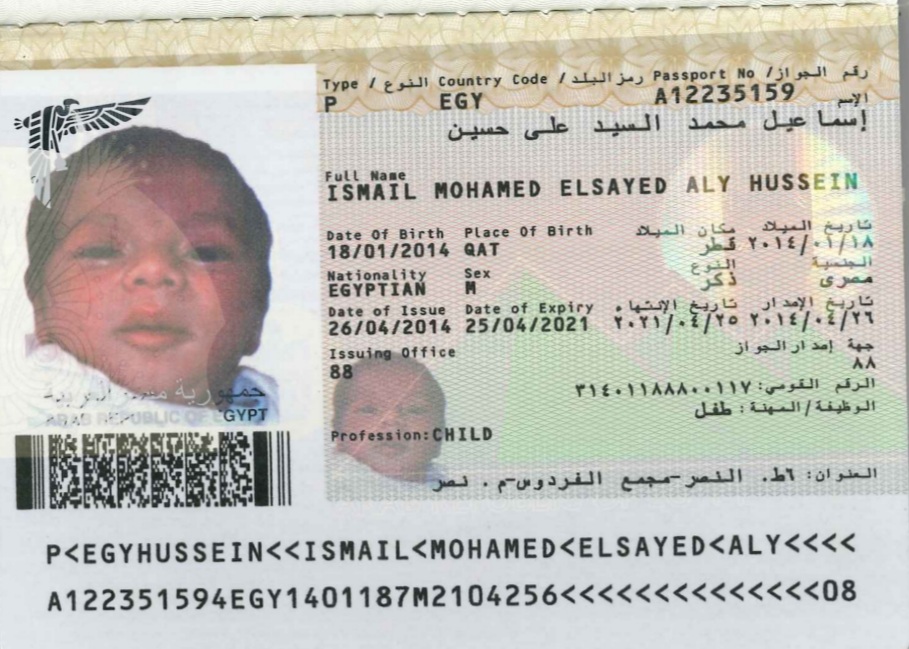 Type / النوع Country Code / رمز البلد Passport No / رقم الجواز
P EGY A12235159 الإسم
إسماعيل محمد السيد على حسين
Full Name
ISMAIL MOHAMED ELSAYED ALY HUSSEIN
Date Of Birth Place Of Birth مكان الميلاد تاريخ الميلاد
18/01/2014 QAT قطر ٢٠١٤/٠١/١٨
Nationality Sex النوع الجنسية
EGYPTIAN M ذكر مصرى
Date of Issue Date of Expiry تاريخ الإنتهاء تاريخ الإصدار
26/04/2014 25/04/2021 ٢٠٢١/٠٤/٢٥ ٢٠١٤/٠٤/٢٦
Issuing Office جهة إصدار الجواز
88 ٨٨
الرقم القومى: ٣١٤٠١١٨٨٨٠٠١١٧
الوظيفة/المهنة: طفل
Profession:CHILD
العنوان: ٦ط. النصر-مجمع الفردوس-م. نصر
جمهورية مصر العربية
ARAB REPUBLIC OF EGYPT
P<EGYHUSSEIN<<ISMAIL<MOHAMED<ELSAYED<ALY<<<<
A122351594EGY1401187M2104256<<<<<<<<<<<<<<08